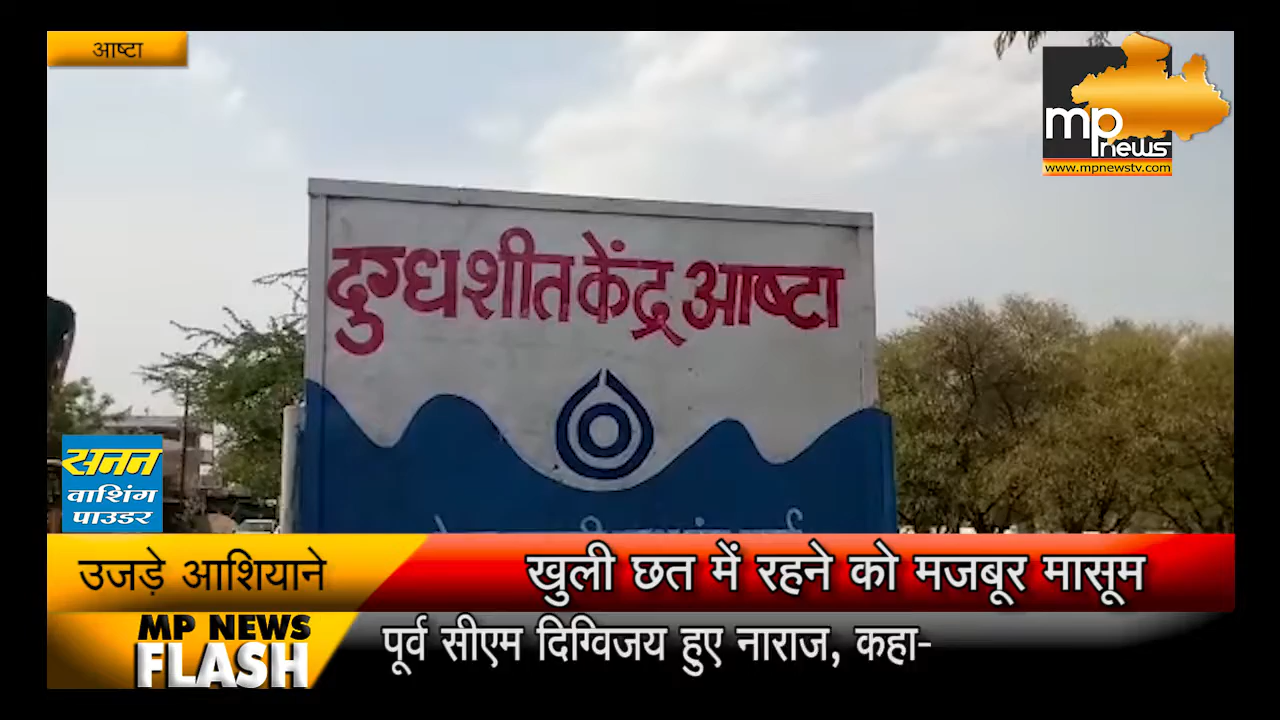 आष्टा
mp
news
www.mpnewstv.com
दुग्ध शीत केंद्र आष्टा
सनन
वाशिंग
पाउडर
उजड़े आशियाने
खुली छत में रहने को मजबूर मासूम
MP NEWS
FLASH
पूर्व सीएम दिग्विजय हुए नाराज, कहा-